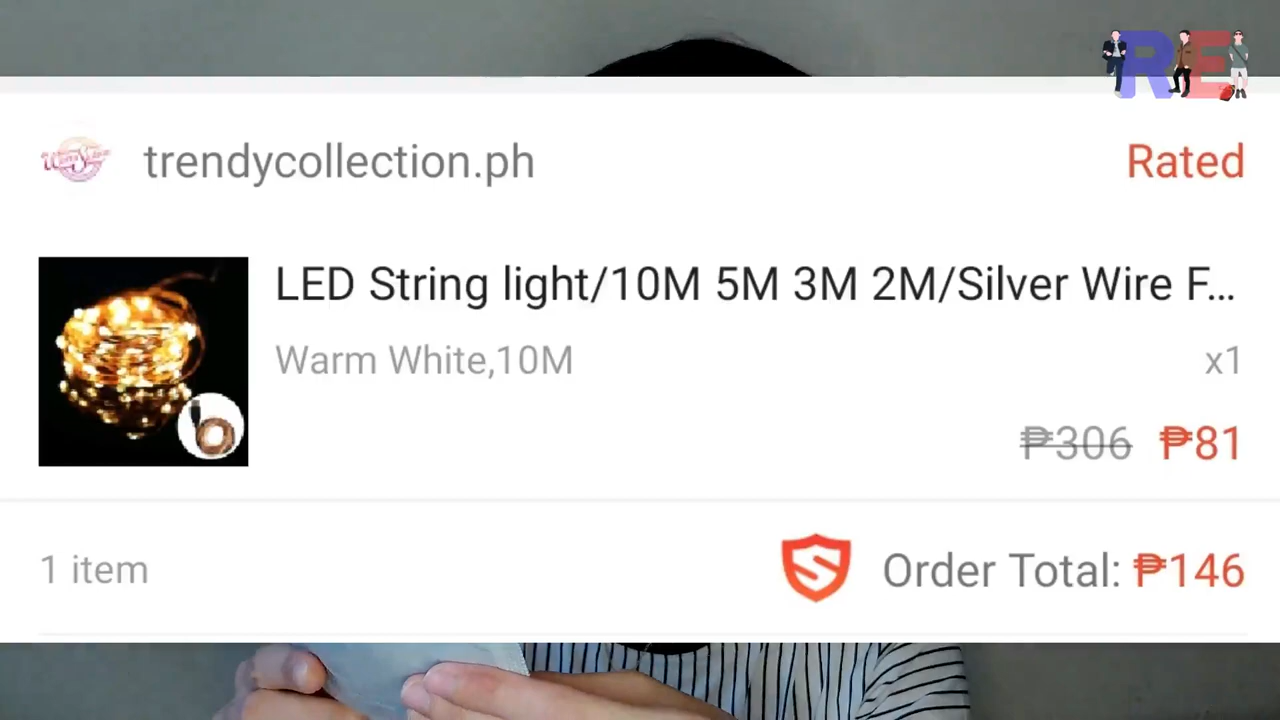 RE
trendycollection.ph
Rated
LED String light/10M 5M 3M 2M/Silver Wire F...
Warm White,10M
x1
₱306 ₱81
1 item
Order Total: ₱146